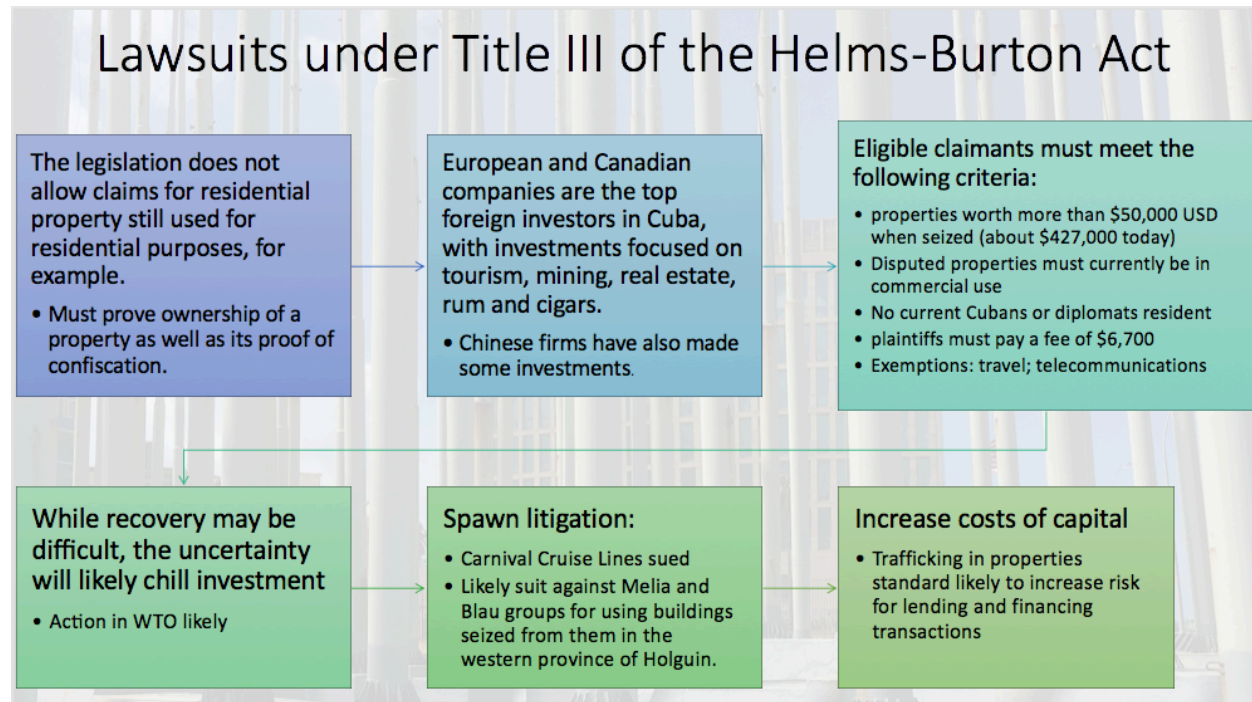 Lawsuits under Title III of the Helms-Burton Act
The legislation does not
allow claims for residential
property still used for
residential purposes, for
example.
• Must prove ownership of a
property as well as its proof of
confiscation.
European and Canadian
companies are the top
foreign investors in Cuba,
with investments focused on
tourism, mining, real estate,
rum and cigars.
• Chinese firms have also made
some investments.
Eligible claimants must meet the
following criteria:
• properties worth more than $50,000 USD
when seized (about $427,000 today)
• Disputed properties must currently be in
commercial use
• No current Cubans or diplomats resident
• plaintiffs must pay a fee of $6,700
• Exemptions: travel; telecommunications
While recovery may be
difficult, the uncertainty
will likely chill investment
• Action in WTO likely
Spawn litigation:
• Carnival Cruise Lines sued
• Likely suit against Melia and
Blau groups for using buildings
seized from them in the
western province of Holguin.
Increase costs of capital
• Trafficking in properties
standard likely to increase risk
for lending and financing
transactions